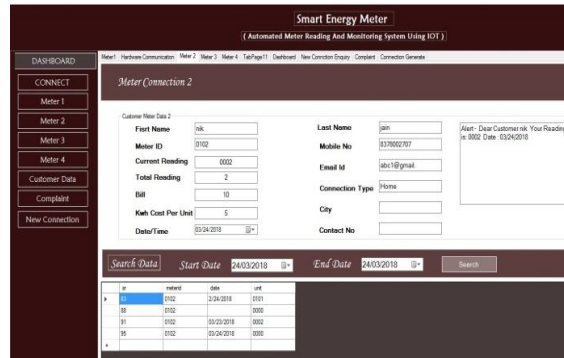 Smart Energy Meter
( Automated Meter Reading And Monitoring System Using IOT )
DASHBOARD
CONNECT
Meter 1
Meter 2
Meter 3
Meter 4
Customer Data
Complaint
New Connection
Meter1 Hardware Communication Meter 2 Meter 3 Meter 4 TabPage11 Dashboard New Connction Enquiry Complaint Connection Generate
Meter Connection 2
Customer Meter Data 2
Fisrt Name nik
Meter ID 0102
Current Reading 0002
Total Reading 2
Bill 10
Kwh Cost Per Unit 5
Date/Time 03/24/2018
Last Name jain
Mobile No 8378002707
Email Id abc1@gmail.
Connection Type Home
City
Contact No
Alert - Dear Customer nik Your Reading
is: 0002 Date :03/24/2018
Search Data Start Date 24/03/2018 End Date 24/03/2018 Search
sr meterid date unit
83 0102 2/24/2018 0101
88 0102 0000
91 0102 03/23/2018 0002
95 0102 03/24/2018 0000